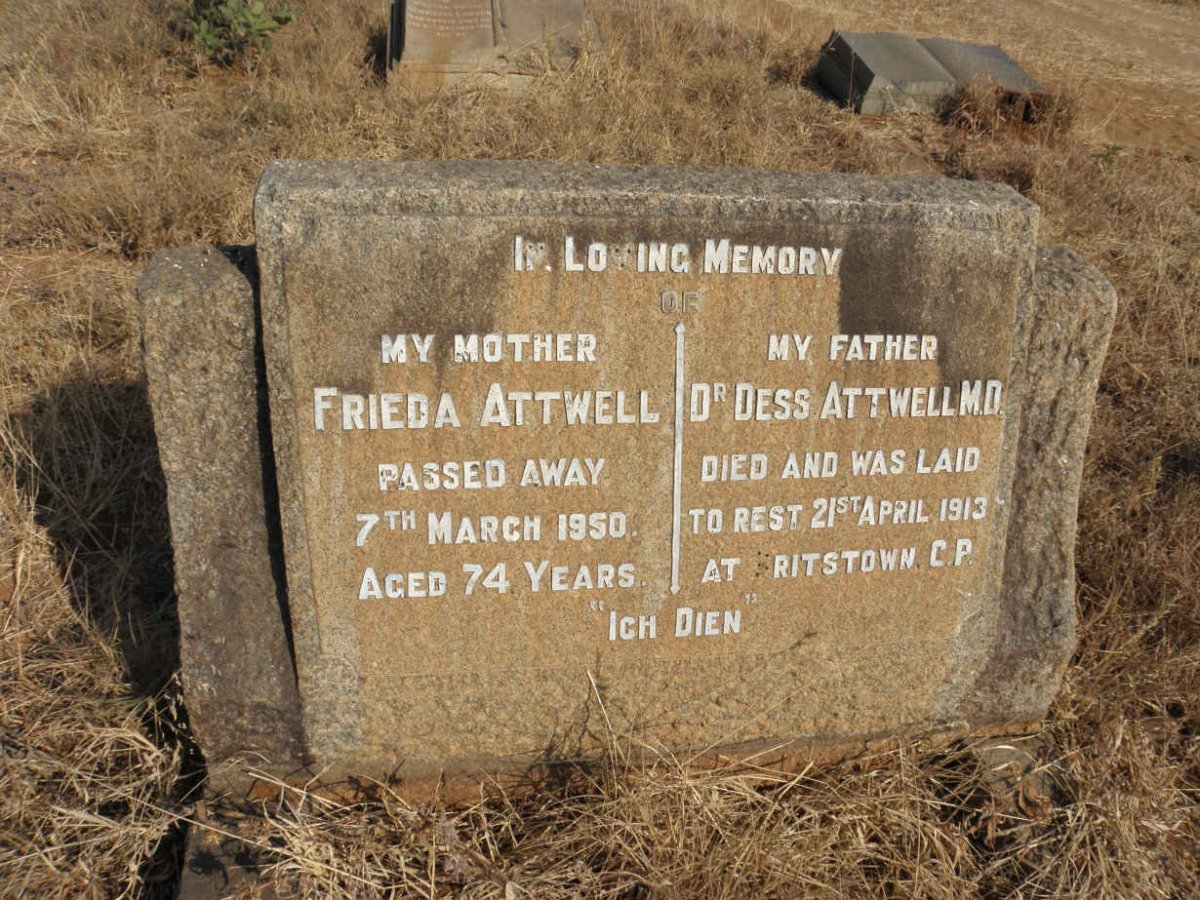 In Loving Memory
OF
MY MOTHER
FRIEDA ATTWELL
PASSED AWAY
7TH MARCH 1950.
AGED 74 YEARS.
MY FATHER
DR DESS ATTWELL M.D.
DIED AND WAS LAID
TO REST 21ST APRIL 1913
AT RITSTOWN. C.P.
"ICH DIEN"